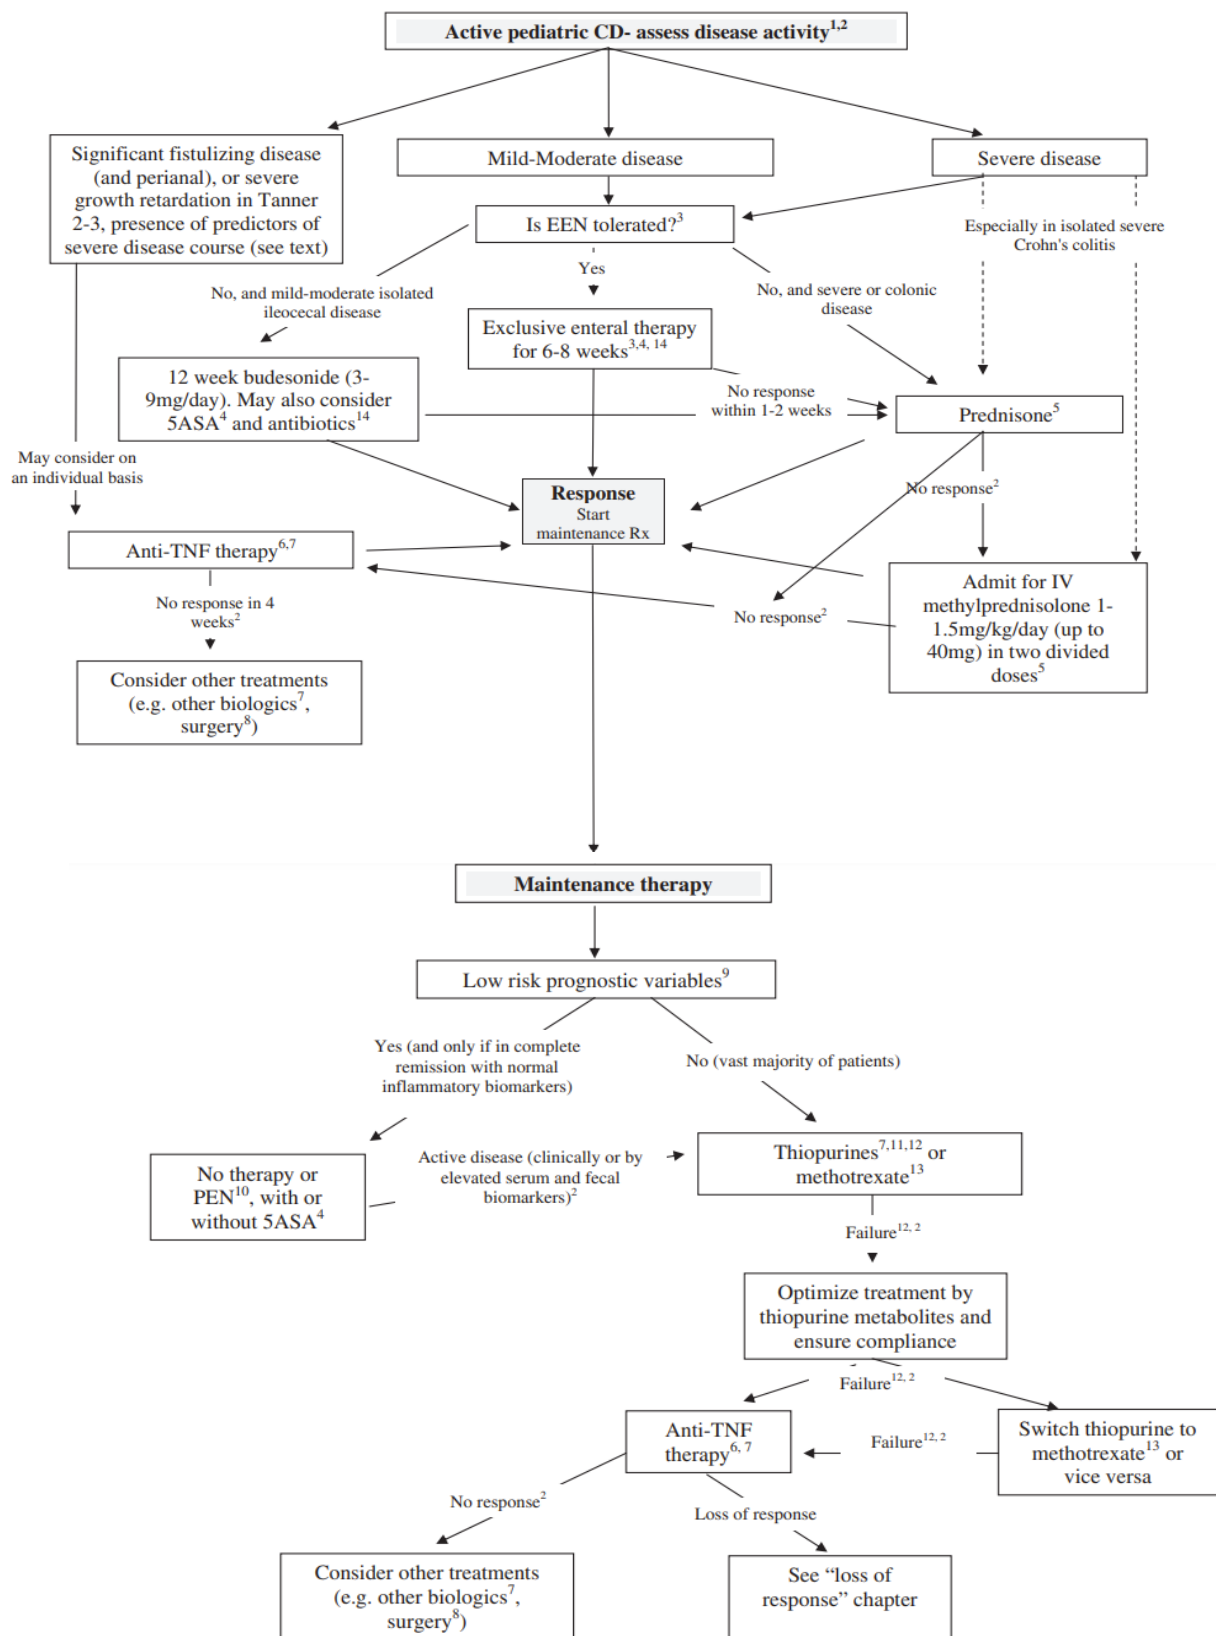 Active pediatric CD- assess disease activity1,2
Significant fistulizing disease
(and perianal), or severe
growth retardation in Tanner
2-3, presence of predictors of
severe disease course (see text)
Mild-Moderate disease
Severe disease
Is EEN tolerated?3
Especially in isolated severe
Crohn's colitis
Yes
No, and mild-moderate isolated
ileocecal disease
No, and severe or colonic
disease
Exclusive enteral therapy
for 6-8 weeks3,4, 14
12 week budesonide (3-
9mg/day). May also consider
5ASA4 and antibiotics14
No response
within 1-2 weeks
Prednisone5
May consider on
an individual basis
Response
Start
maintenance Rx
No response2
Anti-TNF therapy6,7
Admit for IV
methylprednisolone 1-
1.5mg/kg/day (up to
40mg) in two divided
doses5
No response in 4
weeks2
No response2
Consider other treatments
(e.g. other biologics7,
surgery8)
Maintenance therapy
Low risk prognostic variables9
Yes (and only if in complete
remission with normal
inflammatory biomarkers)
No (vast majority of patients)
No therapy or
PEN10, with or
without 5ASA4
Active disease (clinically or by
elevated serum and fecal
biomarkers)2
Thiopurines7,11,12 or
methotrexate13
Failure12, 2
Optimize treatment by
thiopurine metabolites and
ensure compliance
Failure12, 2
Anti-TNF
therapy6, 7
Failure12, 2
Switch thiopurine to
methotrexate13 or
vice versa
No response2
Loss of response
Consider other treatments
(e.g. other biologics7,
surgery8)
See “loss of
response” chapter